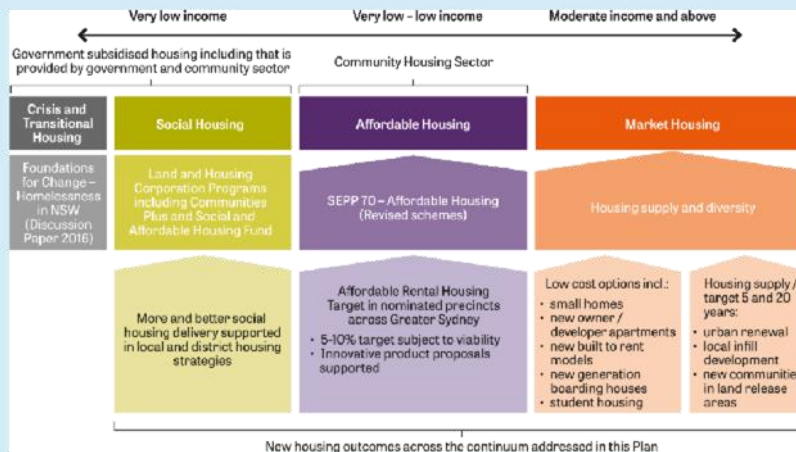 Very low income
Very low – low income
Moderate income and above
Government subsidised housing including that is
provided by government and community sector
Community Housing Sector
Crisis and
Transitional
Housing
Social Housing
Affordable Housing
Market Housing
Foundations
for Change –
Homelessness
in NSW
(Discussion
Paper 2016)
Land and Housing
Corporation Programs
including Communities
Plus and Social and
Affordable Housing Fund
SEPP 70 – Affordable Housing
(Revised schemes)
Housing supply and diversity
More and better social
housing delivery supported
in local and district housing
strategies
Affordable Rental Housing
Target in nominated precincts
across Greater Sydney
• 5-10% target subject to viability
• Innovative product proposals
supported
Low cost options incl.:
• small homes
• new owner /
developer apartments
• new built to rent
models
• new generation
boarding houses
• student housing
Housing supply /
target 5 and 20
years:
• urban renewal
• local infill
development
• new communitie
in land release
areas
New housing outcomes across the continuum addressed in this Plan